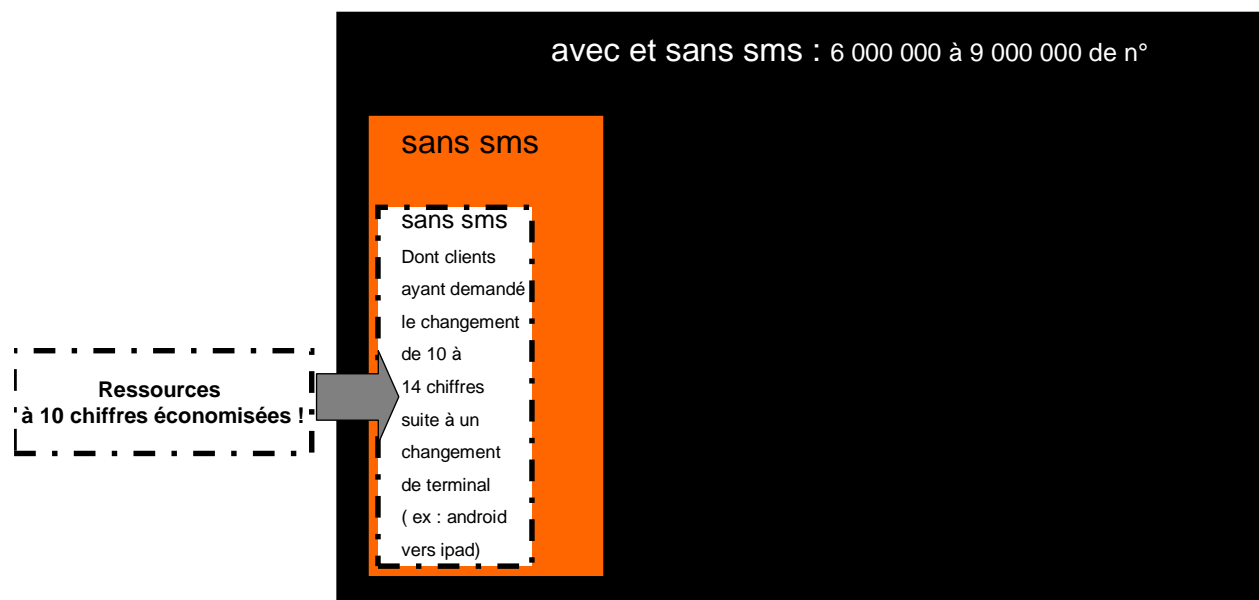 avec et sans sms : 6 000 000 à 9 000 000 de n°
sans sms
sans sms
Dont clients
ayant demandé
le changement
de 10 à
14 chiffres
suite à un
changement
de terminal
( ex : android
vers ipad)
Ressources
à 10 chiffres économisées !